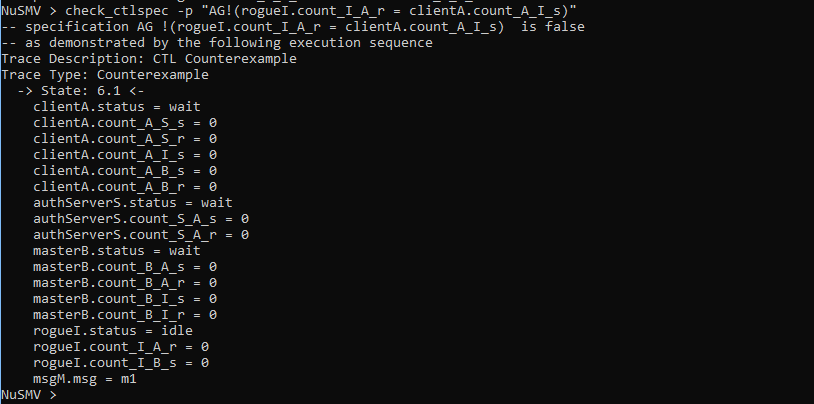 NuSMV > check_ctlspec -p "AG!(rogueI.count_I_A_r = clientA.count_A_I_s)"
-- specification AG !(rogueI.count_I_A_r = clientA.count_A_I_s)  is false
-- as demonstrated by the following execution sequence
Trace Description: CTL Counterexample
Trace Type: Counterexample
  -> State: 6.1 <-
    clientA.status = wait
    clientA.count_A_S_s = 0
    clientA.count_A_S_r = 0
    clientA.count_A_I_s = 0
    clientA.count_A_B_s = 0
    clientA.count_A_B_r = 0
    authServerS.status = wait
    authServerS.count_S_A_s = 0
    authServerS.count_S_A_r = 0
    masterB.status = wait
    masterB.count_B_A_s = 0
    masterB.count_B_A_r = 0
    masterB.count_B_I_s = 0
    masterB.count_B_I_r = 0
    rogueI.status = idle
    rogueI.count_I_A_r = 0
    rogueI.count_I_B_s = 0
    msgM.msg = m1
NuSMV >